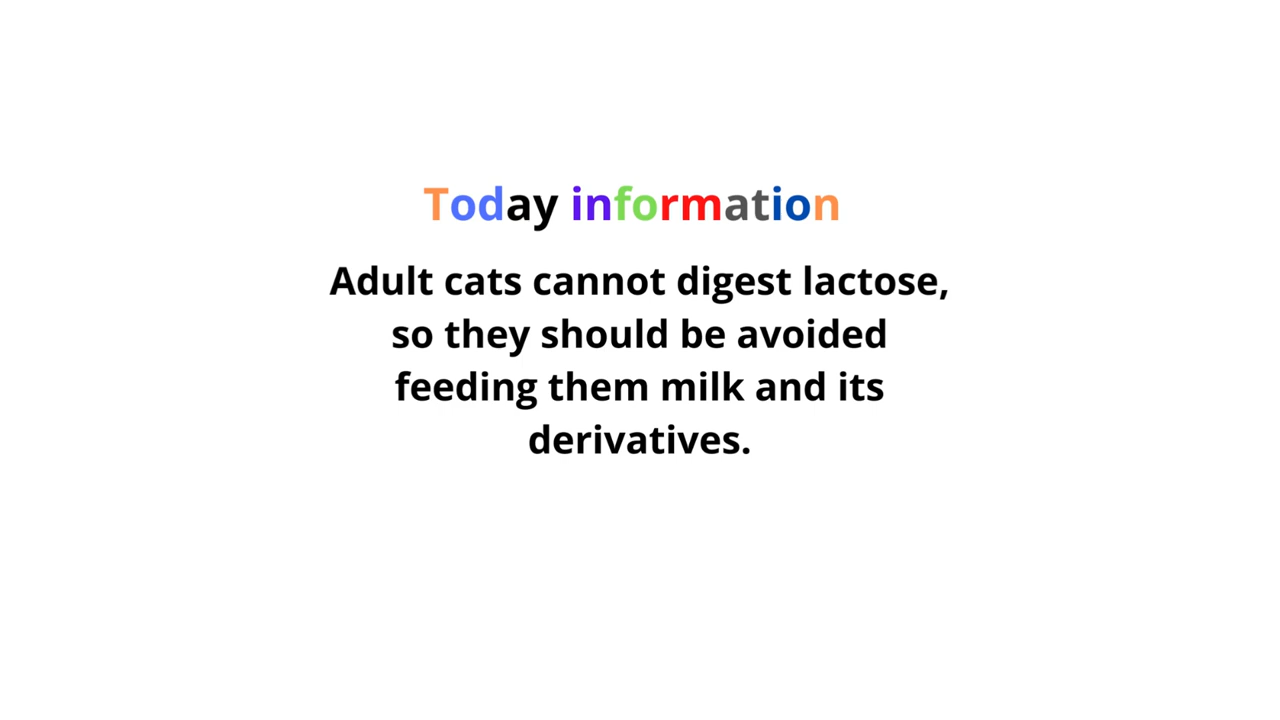 Today information
Adult cats cannot digest lactose,
so they should be avoided
feeding them milk and its
derivatives.